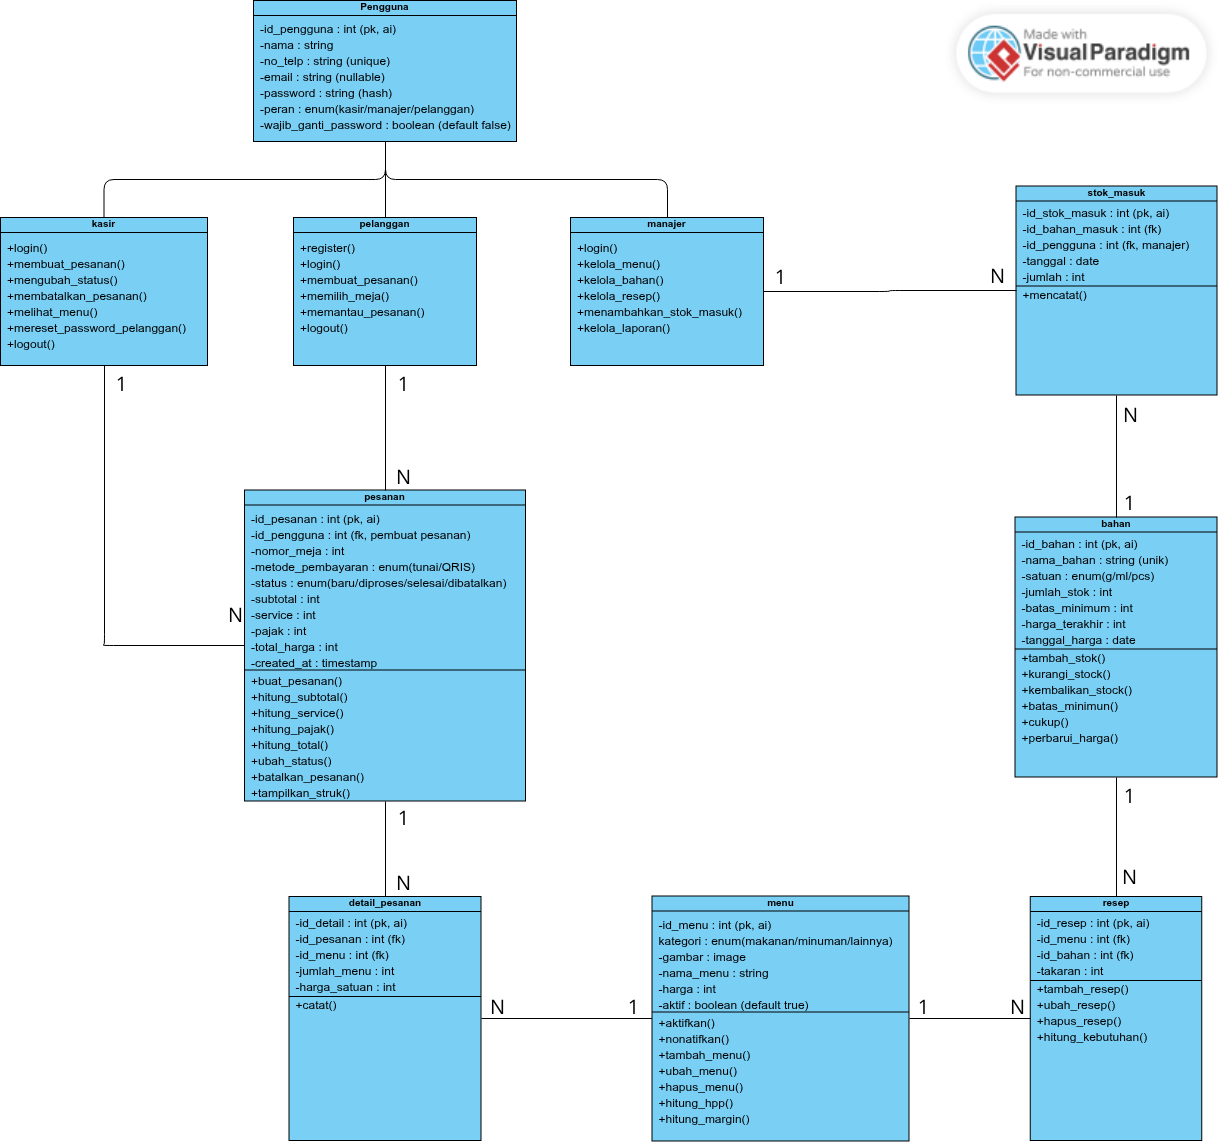 Pengguna
-id_pengguna : int (pk, ai)
-nama : string
-no_telp : string (unique)
-email : string (nullable)
-password : string (hash)
-peran : enum(kasir/manajer/pelanggan)
-wajib_ganti_password : boolean (default false)
Made with
Visual Paradigm
For non-commercial use
kasir
+login()
+membuat_pesanan()
+mengubah_status()
+membatalkan_pesanan()
+melihat_menu()
+mereset_password_pelanggan()
+logout()
pelanggan
+register()
+login()
+membuat_pesanan()
+memilih_meja()
+memantau_pesanan()
+logout()
manajer
+login()
+kelola_menu()
+kelola_bahan()
+kelola_resep()
+menambahkan_stok_masuk()
+kelola_laporan()
1
N
stok_masuk
-id_stok_masuk : int (pk, ai)
-id_bahan_masuk : int (fk)
-id_pengguna : int (fk, manajer)
-tanggal : date
-jumlah : int
+mencatat()
1
1
N
N
N
1
pesanan
-id_pesanan : int (pk, ai)
-id_pengguna : int (fk, pembuat pesanan)
-nomor_meja : int
-metode_pembayaran : enum(tunai/QRIS)
-status : enum(baru/diproses/selesai/dibatalkan)
-subtotal : int
-service : int
-pajak : int
-total_harga : int
-created_at : timestamp
+buat_pesanan()
+hitung_subtotal()
+hitung_service()
+hitung_pajak()
+hitung_total()
+ubah_status()
+batalkan_pesanan()
+tampilkan_struk()
bahan
-id_bahan : int (pk, ai)
-nama_bahan : string (unik)
-satuan : enum(g/ml/pcs)
-jumlah_stok : int
-batas_minimum : int
-harga_terakhir : int
-tanggal_harga : date
+tambah_stok()
+kurangi_stock()
+kembalikan_stock()
+batas_minimun()
+cukup()
+perbarui_harga()
1
N
1
N
detail_pesanan
-id_detail : int (pk, ai)
-id_pesanan : int (fk)
-id_menu : int (fk)
-jumlah_menu : int
-harga_satuan : int
+catat()
N
1
menu
-id_menu : int (pk, ai)
kategori : enum(makanan/minuman/lainnya)
-gambar : image
-nama_menu : string
-harga : int
-aktif : boolean (default true)
+aktifkan()
+nonatifkan()
+tambah_menu()
+ubah_menu()
+hapus_menu()
+hitung_hpp()
+hitung_margin()
1
N
resep
-id_resep : int (pk, ai)
-id_menu : int (fk)
-id_bahan : int (fk)
-takaran : int
+tambah_resep()
+ubah_resep()
+hapus_resep()
+hitung_kebutuhan()